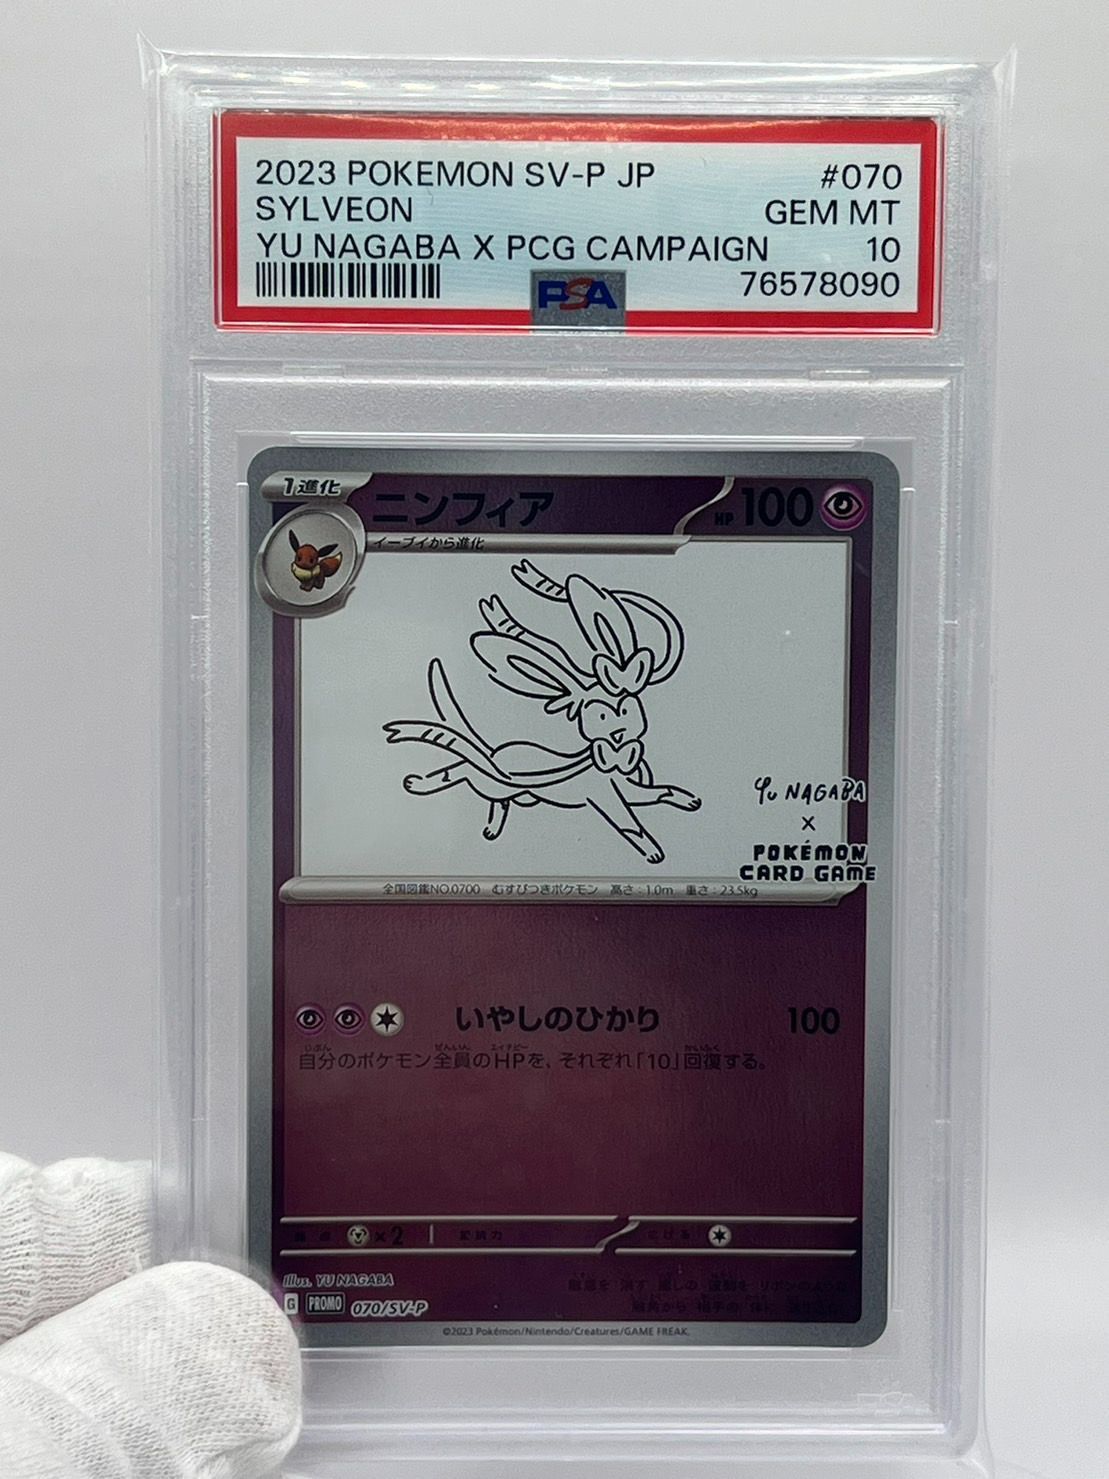 2023 POKEMON SV-P JP #070
SYLVEON GEM MT
YU NAGABA X PCG CAMPAIGN 10
76578090
PSA
1進化
ニンフィア HP 100
イーブイから進化
Yu NAGABA
×
POKÉMON
CARD GAME
全国図鑑NO.0700 むすびつきポケモン 高さ:1.0m 重さ:23.5kg
いやしのひかり 100
自分のポケモン全員のHPを、それぞれ「10」回復する。
×2
Illus. YU NAGABA
G PROMO 070/SV-P
©2023 Pokémon/Nintendo/Creatures/GAME FREAK.